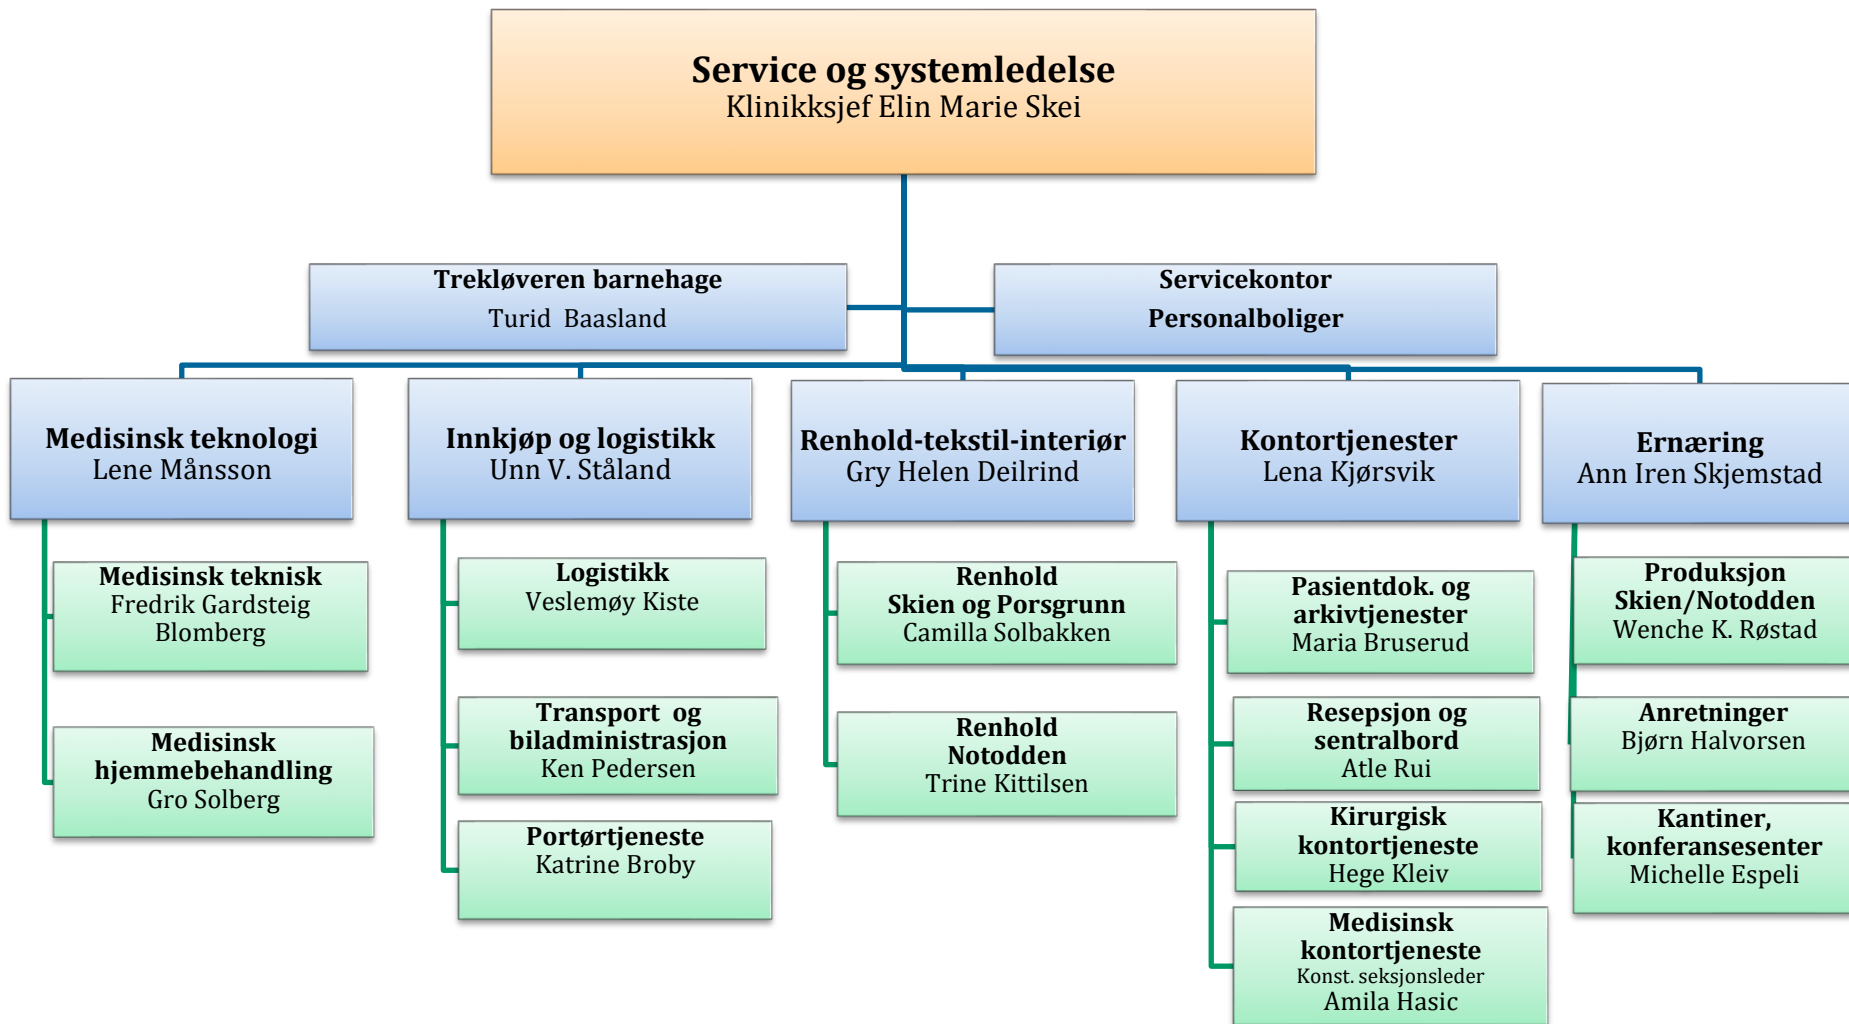 Service og systemledelse
Klinikksjef Elin Marie Skei
Trekløveren barnehage
Turid Baasland
Servicekontor
Personalboliger
Medisinsk teknologi
Lene Månsson
Innkjøp og logistikk
Unn V. Ståland
Renhold-tekstil-interiør
Gry Helen Deilrind
Kontortjenester
Lena Kjørsvik
Ernæring
Ann Iren Skjemstad
Medisinsk teknisk
Fredrik Gardsteig
Blomberg
Medisinsk
hjemmebehandling
Gro Solberg
Logistikk
Veslemøy Kiste
Transport og
biladministrasjon
Ken Pedersen
Portørtjeneste
Katrine Broby
Renhold
Skien og Porsgrunn
Camilla Solbakken
Renhold
Notodden
Trine Kittilsen
Pasientdok. og
arkivtjenester
Maria Bruserud
Resepsjon og
sentralbord
Atle Rui
Kirurgisk
kontortjeneste
Hege Kleiv
Medisinsk
kontortjeneste
Konst. seksjonsleder
Amila Hasic
Produksjon
Skien/Notodden
Wenche K. Røstad
Anretninger
Bjørn Halvorsen
Kantiner,
konferansesenter
Michelle Espeli